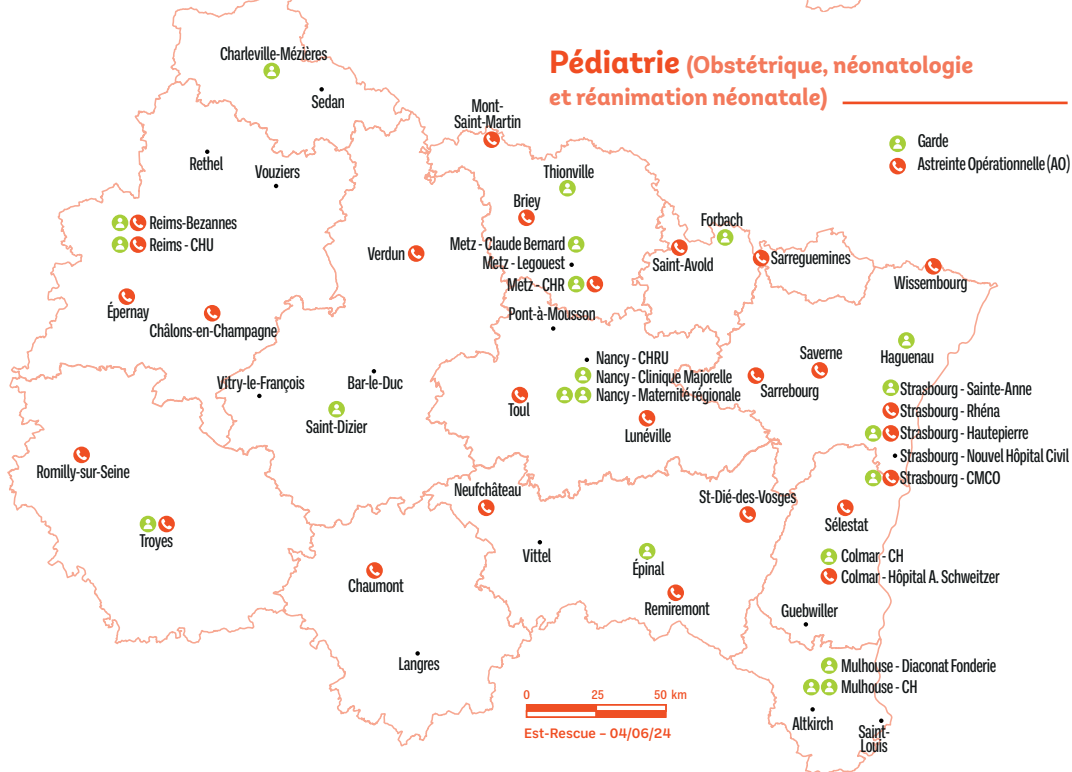 Pédiatrie (Obstétrique, néonatologie
et réanimation néonatale)
Garde
Astreinte Opérationnelle (AO)
Charleville-Mézières
Sedan
Mont-
Saint-Martin
Rethel
Vouziers
Thionville
Briey
Forbach
Reims-Bezannes
Reims - CHU
Verdun
Metz - Claude Bernard
Metz - Legouest
Metz - CHR
Saint-Avold
Sarreguemines
Wissembourg
Épernay
Châlons-en-Champagne
Pont-à-Mousson
Haguenau
Saverne
Nancy - CHRU
Nancy - Clinique Majorelle
Nancy - Maternité régionale
Vitry-le-François
Bar-le-Duc
Toul
Sarrebourg
Strasbourg - Sainte-Anne
Strasbourg - Rhéna
Strasbourg - Hautepierre
Strasbourg - Nouvel Hôpital Civil
Strasbourg - CMCO
Saint-Dizier
Lunéville
Romilly-sur-Seine
Neufchâteau
St-Dié-des-Vosges
Sélestat
Troyes
Vittel
Épinal
Colmar - CH
Colmar - Hôpital A. Schweitzer
Chaumont
Remiremont
Guebwiller
Langres
Mulhouse - Diaconat Fonderie
Mulhouse - CH
Altkirch
Saint-
Louis
0 25 50 km
Est-Rescue - 04/06/24